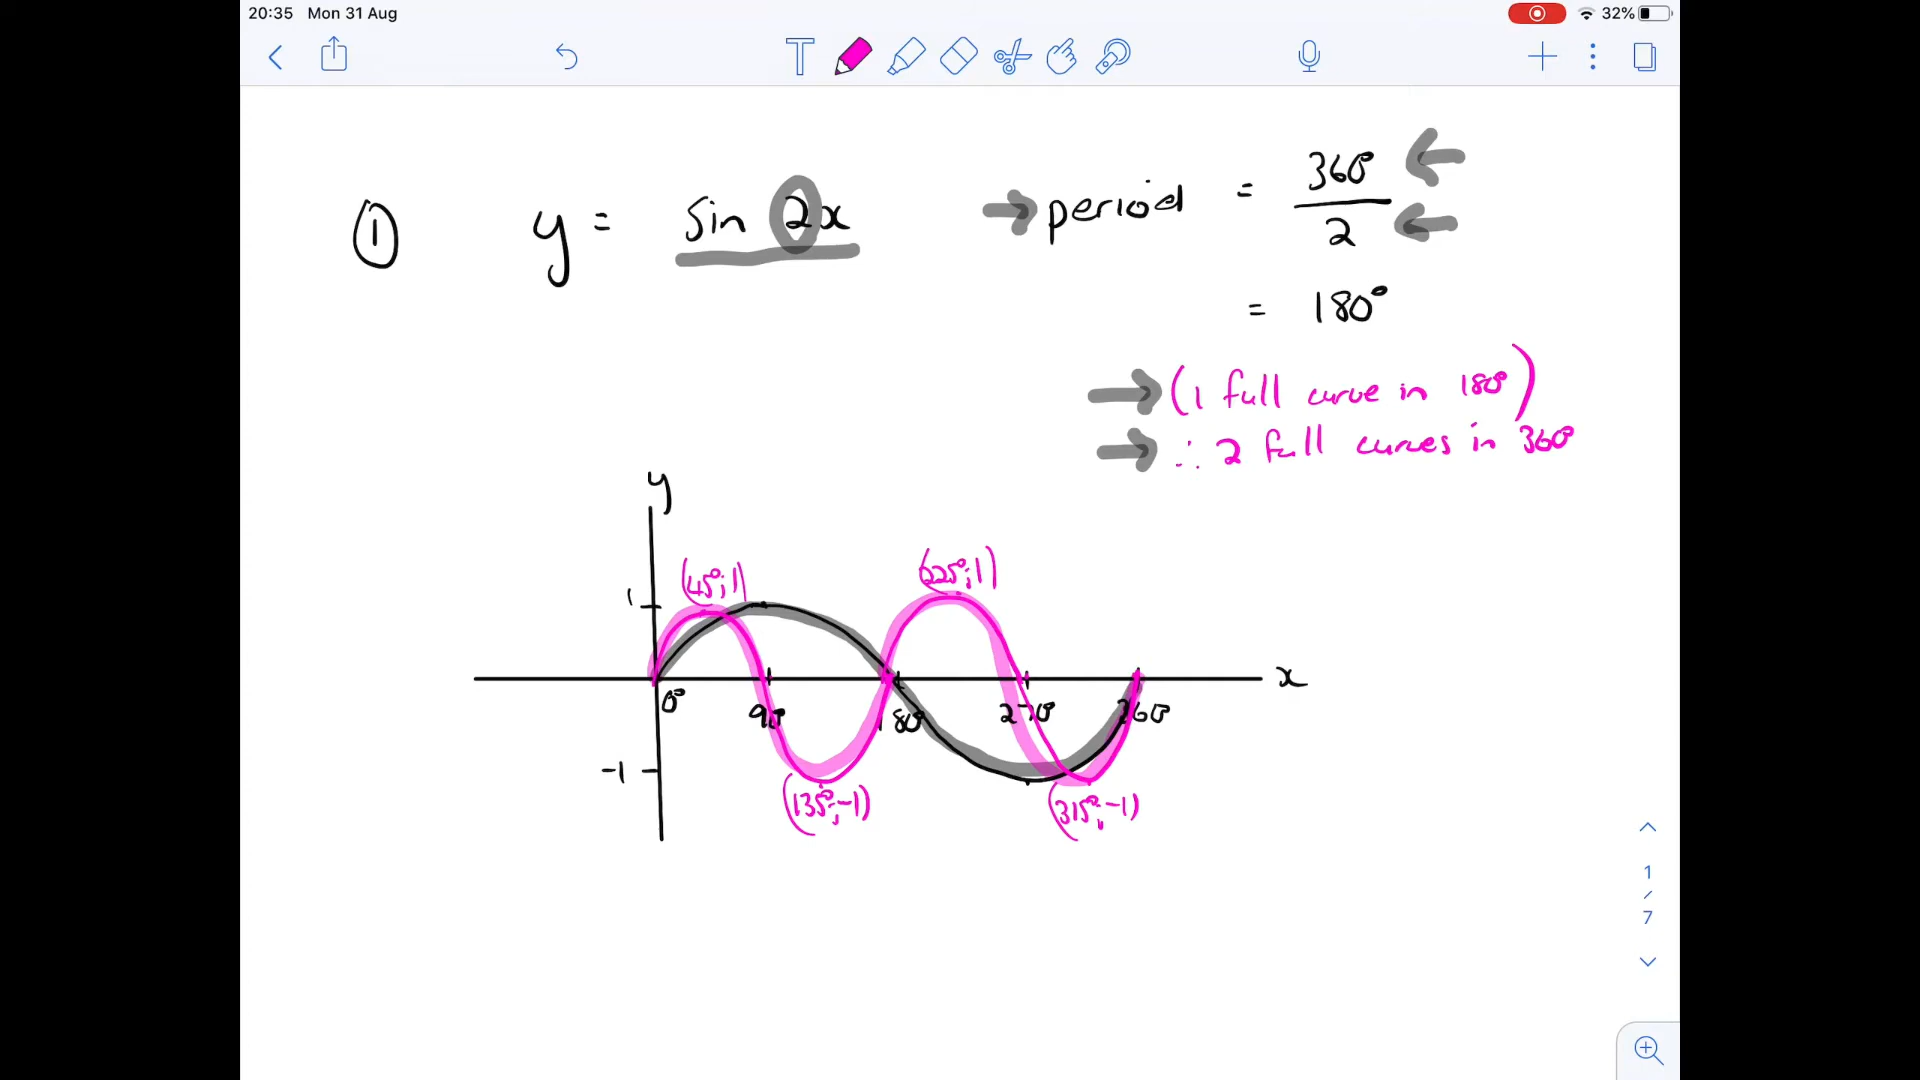 20:35 Mon 31 Aug
32%
T
① y = sin 2x
period = 360°/2
= 180°
(1 full curve in 180°)
∴ 2 full curves in 360°
y
(45°;1) (225°;1)
1
x
0° 90° 180° 270° 360°
-1
(135°;-1) (315°;-1)
1
/
7